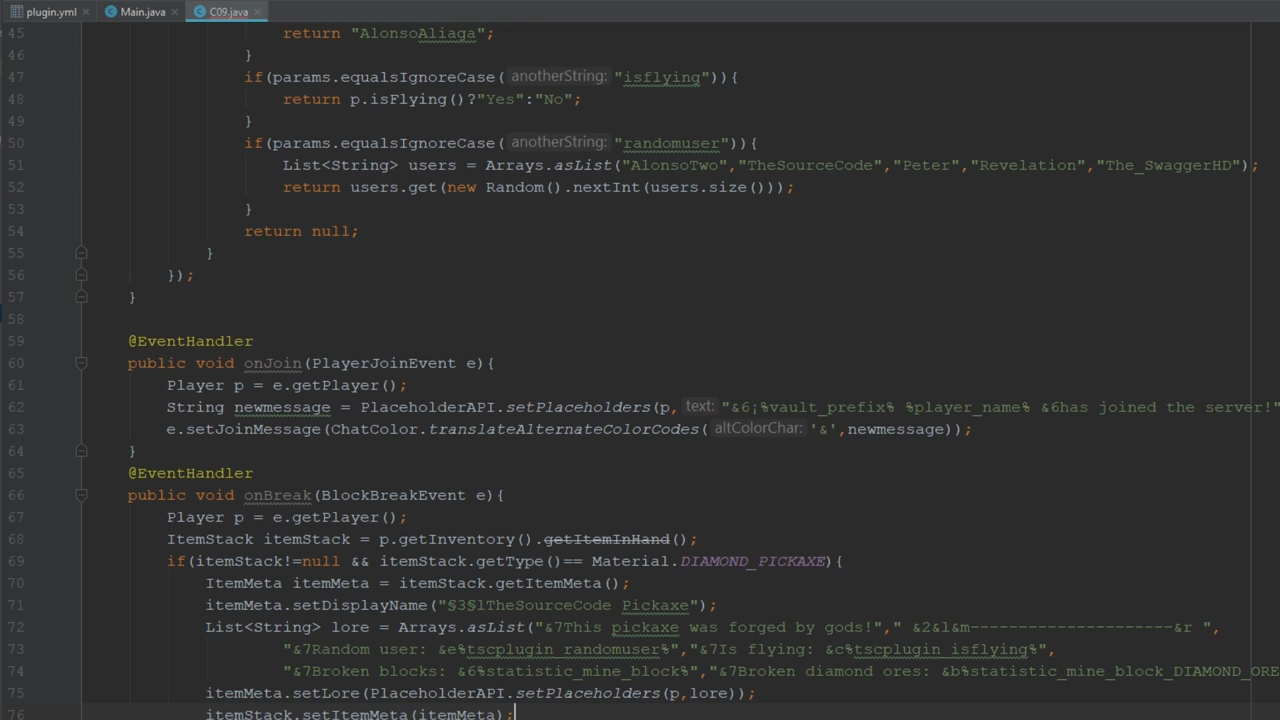 plugin.yml Main.java C09.java
45 return "AlonsoAliaga";
46 }
47 if(params.equalsIgnoreCase( anotherString: "isflying")){
48 return p.isFlying()?"Yes":"No";
49 }
50 if(params.equalsIgnoreCase( anotherString: "randomuser")){
51 List<String> users = Arrays.asList("AlonsoTwo","TheSourceCode","Peter","Revelation","The_SwaggerHD");
52 return users.get(new Random().nextInt(users.size()));
53 }
54 return null;
55 }
56 });
57 }
58
59 @EventHandler
60 public void onJoin(PlayerJoinEvent e){
61 Player p = e.getPlayer();
62 String newmessage = PlaceholderAPI.setPlaceholders(p, text: "&6¡%vault_prefix% %player_name% &6has joined the server!"
63 e.setJoinMessage(ChatColor.translateAlternateColorCodes( altColorChar: '&',newmessage));
64 }
65 @EventHandler
66 public void onBreak(BlockBreakEvent e){
67 Player p = e.getPlayer();
68 ItemStack itemStack = p.getInventory().getItemInHand();
69 if(itemStack!=null && itemStack.getType()== Material.DIAMOND_PICKAXE){
70 ItemMeta itemMeta = itemStack.getItemMeta();
71 itemMeta.setDisplayName("§3§lTheSourceCode Pickaxe");
72 List<String> lore = Arrays.asList("&7This pickaxe was forged by gods!"," &2&l&m---------------------&r ",
73 "&7Random user: &e%tscplugin_randomuser%","&7Is flying: &c%tscplugin_isflying%",
74 "&7Broken blocks: &6%statistic_mine_block%","&7Broken diamond ores: &b%statistic_mine_block_DIAMOND_ORE
75 itemMeta.setLore(PlaceholderAPI.setPlaceholders(p,lore));
76 itemStack.setItemMeta(itemMeta);